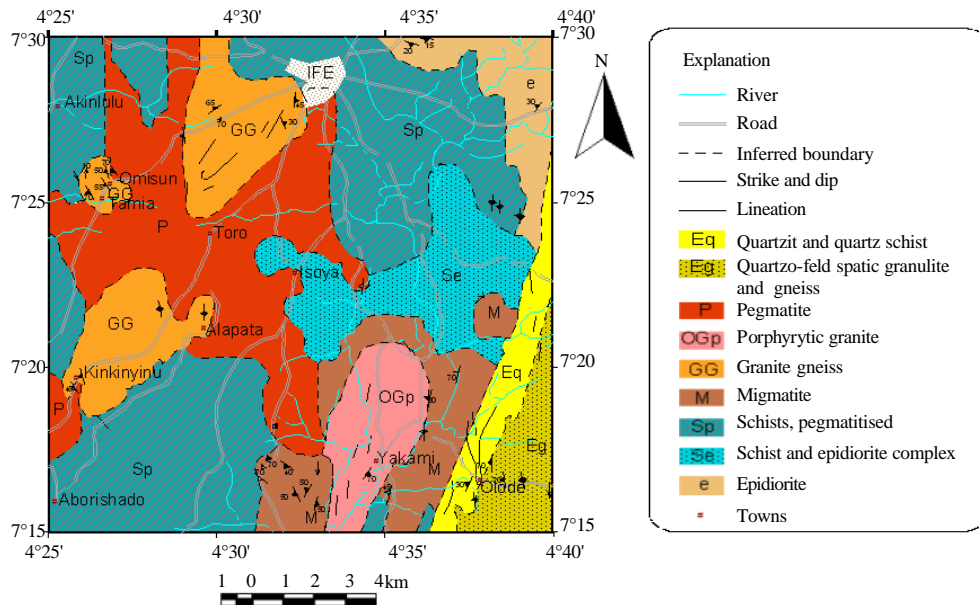 4°25' 4°30' 4°35' 4°40'
7°30' 7°30
Sp
IFE
Akinlulu
GG
Sp
e
Omisun
GG
Tamia
7°25' 7°25'
P
Toro
Isoya
Se
M
GG
Alapata
7°20' 7°20
Kinkinyinu
OGp
Eq
P
Eg
Sp
Yakami
M
Aborishado
Olode
M
7°15' 7°15
4°25' 4°30' 4°35' 4°40'
1 0 1 2 3 4km
N
Explanation
River
Road
Inferred boundary
Strike and dip
Lineation
Eq Quartzit and quartz schist
Eg Quartzo-feld spatic granulite
and gneiss
P Pegmatite
OGp Porphyrytic granite
GG Granite gneiss
M Migmatite
Sp Schists, pegmatitised
Se Schist and epidiorite complex
e Epidiorite
Towns